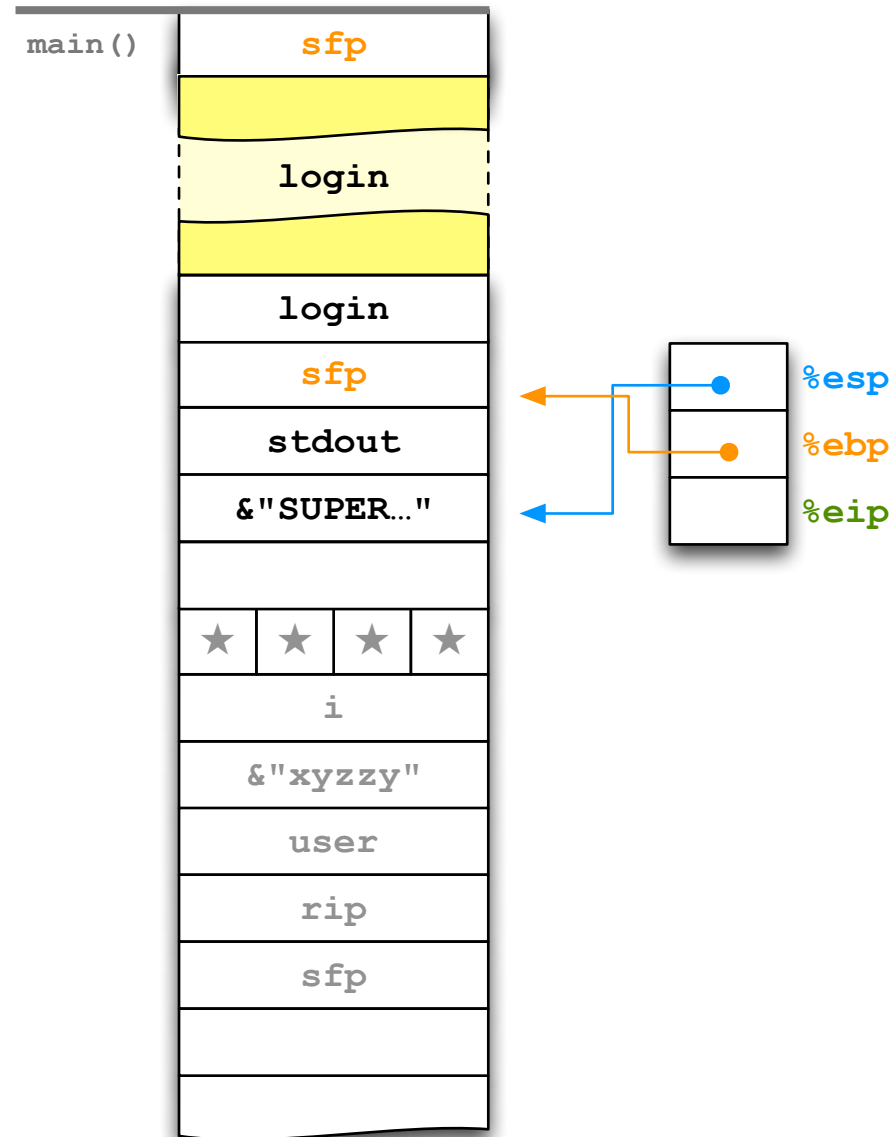 main() sfp
login
login
sfp
%esp
stdout
%ebp
&"SUPER…"
%eip
★ ★ ★ ★
i
&"xyzzy"
user
rip
sfp